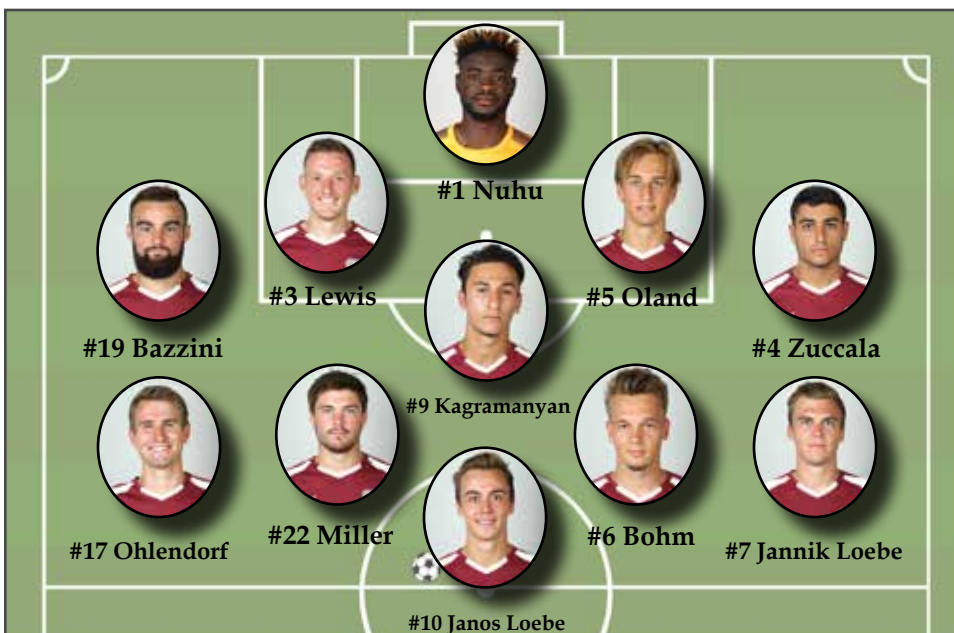 #1 Nuhu
#3 Lewis
#5 Oland
#19 Bazzini
#4 Zuccala
#9 Kagramanyan
#17 Ohlendorf
#22 Miller
#6 Bohm
#7 Jannik Loebe
#10 Janos Loebe